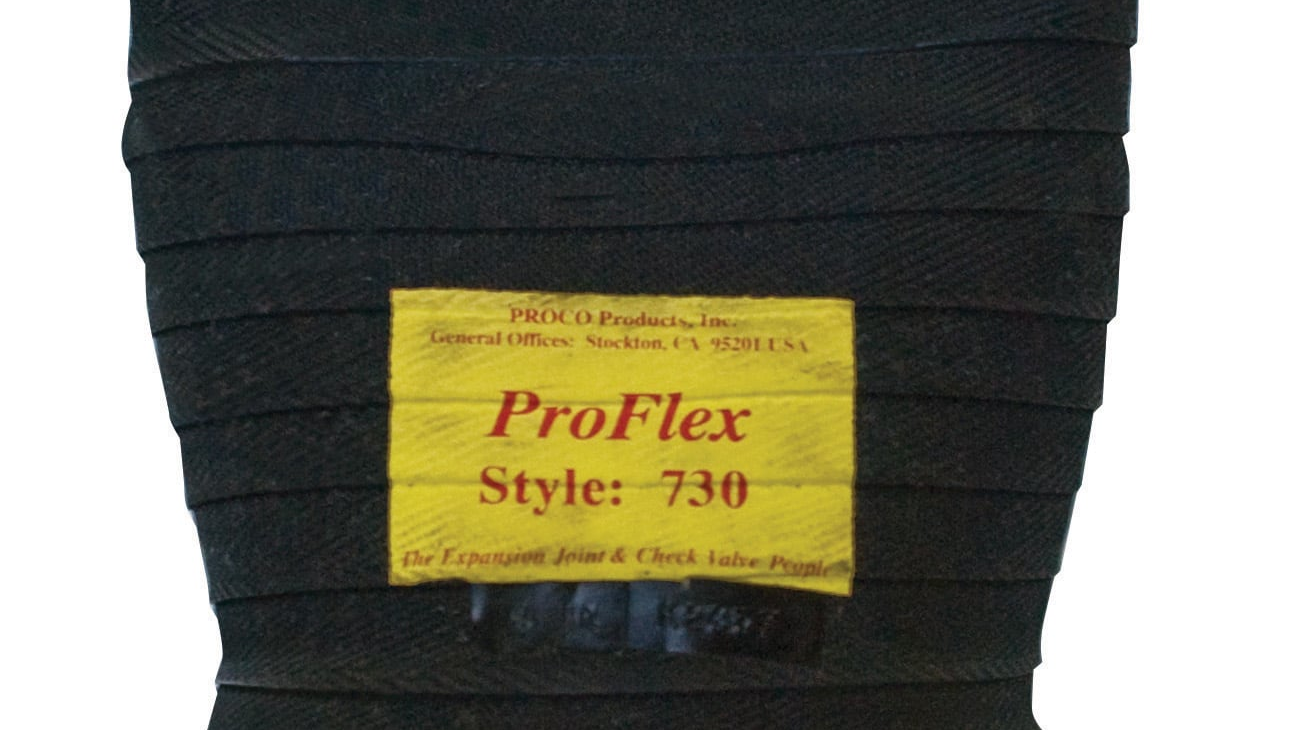 PROCO Products, Inc.
General Offices: Stockton, CA 95201 USA
ProFlex
Style: 730
The Expansion Joint & Check Valve People